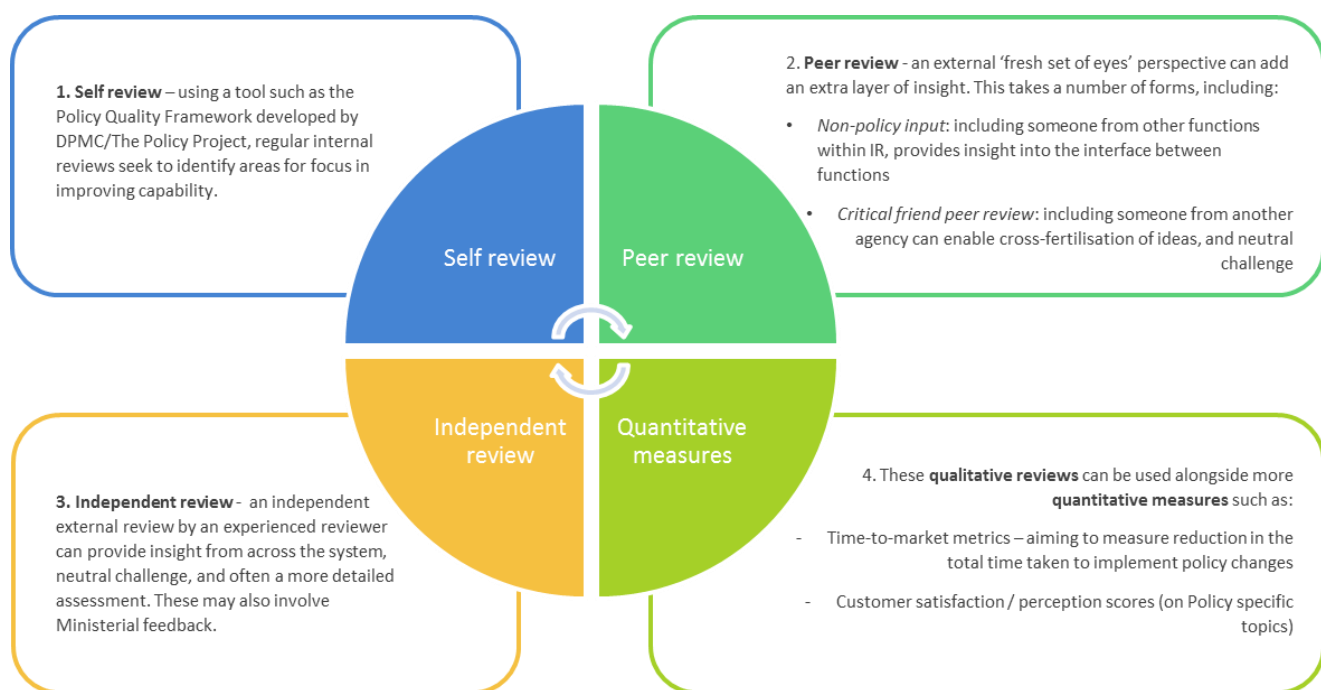 1. Self review – using a tool such as the
Policy Quality Framework developed by
DPMC/The Policy Project, regular internal
reviews seek to identify areas for focus in
improving capability.
2. Peer review - an external ‘fresh set of eyes’ perspective can add
an extra layer of insight. This takes a number of forms, including:
• Non-policy input: including someone from other functions
within IR, provides insight into the interface between
functions
• Critical friend peer review: including someone from another
agency can enable cross-fertilisation of ideas, and neutral
challenge
Self review
Peer review
Independent
review
Quantitative
measures
3. Independent review - an independent
external review by an experienced reviewer
can provide insight from across the system,
neutral challenge, and often a more detailed
assessment. These may also involve
Ministerial feedback.
4. These qualitative reviews can be used alongside more
quantitative measures such as:
- Time-to-market metrics – aiming to measure reduction in the
total time taken to implement policy changes
- Customer satisfaction / perception scores (on Policy specific
topics)